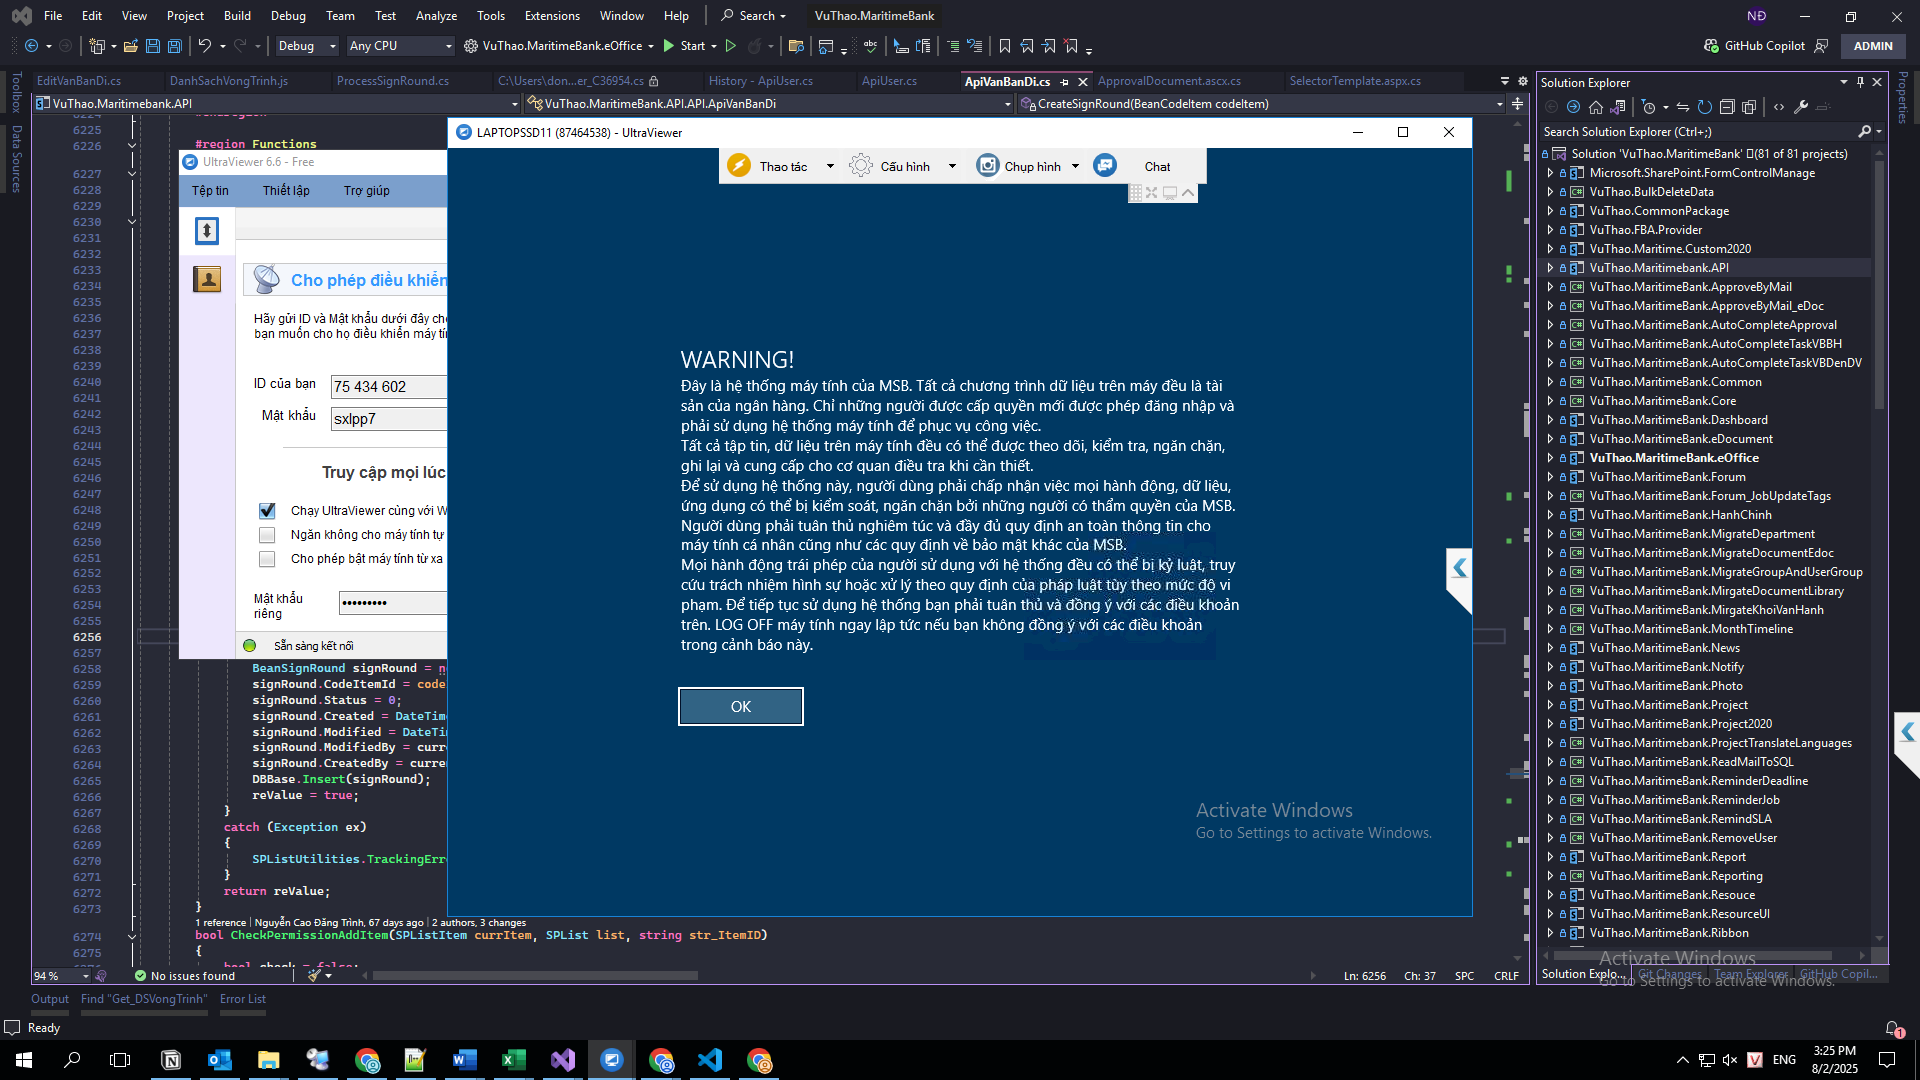 File Edit View Project Build Debug Team Test Analyze Tools Extensions Window Help Search VuThao.MaritimeBank NĐ
Debug Any CPU VuThao.MaritimeBank.eOffice Start GitHub Copilot ADMIN
EditVanBanDi.cs DanhSachVongTrinh.js ProcessSignRound.cs C:\Users\don...er_C36954.cs History - ApiUser.cs ApiUser.cs ApiVanBanDi.cs ApprovalDocument.ascx.cs SelectorTemplate.aspx.cs
VuThao.Maritimebank.API VuThao.MaritimeBank.API.API.ApiVanBanDi CreateSignRound(BeanCodeItem codeItem)
Toolbox
Data Sources
6225
6226 #region Functions
6227
6228
6229
6230
6231
6232
6233
6234
6235
6236
6237
6238
6239
6240
6241
6242
6243
6244
6245
6246
6247
6248
6249
6250
6251
6252
6253
6254
6255
6256
6257
6258 BeanSignRound signRound = n
6259 signRound.CodeItemId = code
6260 signRound.Status = 0;
6261 signRound.Created = DateTim
6262 signRound.Modified = DateTi
6263 signRound.ModifiedBy = curr
6264 signRound.CreatedBy = curre
6265 DBBase.Insert(signRound);
6266 reValue = true;
6267 }
6268 catch (Exception ex)
6269 {
6270 SPListUtilities.TrackingErr
6271 }
6272 return reValue;
6273 }
1 reference | Nguyễn Cao Đăng Trình, 67 days ago | 2 authors, 3 changes
6274 bool CheckPermissionAddItem(SPListItem currItem, SPList list, string str_ItemID)
6275 {
94 % No issues found Ln: 6256 Ch: 37 SPC CRLF
Output Find "Get_DSVongTrinh" Error List
Ready
UltraViewer 6.6 - Free
Tệp tin Thiết lập Trợ giúp
Cho phép điều khiển
Hãy gửi ID và Mật khẩu dưới đây ch
bạn muốn cho họ điều khiển máy tí
ID của bạn 75 434 602
Mật khẩu sxlpp7
Truy cập mọi lúc
Chạy UltraViewer cùng với W
Ngăn không cho máy tính tự
Cho phép bật máy tính từ xa
Mật khẩu
riêng •••••••••
Sẵn sàng kết nối
LAPTOPSSD11 (87464538) - UltraViewer
Thao tác Cấu hình Chụp hình Chat
WARNING!
Đây là hệ thống máy tính của MSB. Tất cả chương trình dữ liệu trên máy đều là tài
sản của ngân hàng. Chỉ những người được cấp quyền mới được phép đăng nhập và
phải sử dụng hệ thống máy tính để phục vụ công việc.
Tất cả tập tin, dữ liệu trên máy tính đều có thể được theo dõi, kiểm tra, ngăn chặn,
ghi lại và cung cấp cho cơ quan điều tra khi cần thiết.
Để sử dụng hệ thống này, người dùng phải chấp nhận việc mọi hành động, dữ liệu,
ứng dụng có thể bị kiểm soát, ngăn chặn bởi những người có thẩm quyền của MSB.
Người dùng phải tuân thủ nghiêm túc và đầy đủ quy định an toàn thông tin cho
máy tính cá nhân cũng như các quy định về bảo mật khác của MSB.
Mọi hành động trái phép của người sử dụng với hệ thống đều có thể bị kỷ luật, truy
cứu trách nhiệm hình sự hoặc xử lý theo quy định của pháp luật tùy theo mức độ vi
phạm. Để tiếp tục sử dụng hệ thống bạn phải tuân thủ và đồng ý với các điều khoản
trên. LOG OFF máy tính ngay lập tức nếu bạn không đồng ý với các điều khoản
trong cảnh báo này.
OK
Activate Windows
Go to Settings to activate Windows.
Solution Explorer
Search Solution Explorer (Ctrl+;)
Solution 'VuThao.MaritimeBank' (81 of 81 projects)
Microsoft.SharePoint.FormControlManage
VuThao.BulkDeleteData
VuThao.CommonPackage
VuThao.FBA.Provider
VuThao.Maritime.Custom2020
VuThao.Maritimebank.API
VuThao.MaritimeBank.ApproveByMail
VuThao.MaritimeBank.ApproveByMail_eDoc
VuThao.MaritimeBank.AutoCompleteApproval
VuThao.MaritimeBank.AutoCompleteTaskVBBH
VuThao.MaritimeBank.AutoCompleteTaskVBDenDV
VuThao.MaritimeBank.Common
VuThao.MaritimeBank.Core
VuThao.MaritimeBank.Dashboard
VuThao.MaritimeBank.eDocument
VuThao.MaritimeBank.eOffice
VuThao.MaritimeBank.Forum
VuThao.MaritimeBank.Forum_JobUpdateTags
VuThao.MaritimeBank.HanhChinh
VuThao.MaritimeBank.MigrateDepartment
VuThao.MaritimeBank.MigrateDocumentEdoc
VuThao.MaritimeBank.MigrateGroupAndUserGroup
VuThao.MaritimeBank.MirgateDocumentLibrary
VuThao.MaritimeBank.MirgateKhoiVanHanh
VuThao.MaritimeBank.MonthTimeline
VuThao.MaritimeBank.News
VuThao.MaritimeBank.Notify
VuThao.MaritimeBank.Photo
VuThao.MaritimeBank.Project
VuThao.MaritimeBank.Project2020
VuThao.Maritimebank.ProjectTranslateLanguages
VuThao.MaritimeBank.ReadMailToSQL
VuThao.MaritimeBank.ReminderDeadline
VuThao.MaritimeBank.ReminderJob
VuThao.MaritimeBank.RemindSLA
VuThao.MaritimeBank.RemoveUser
VuThao.MaritimeBank.Report
VuThao.MaritimeBank.Reporting
VuThao.MaritimeBank.Resouce
VuThao.MaritimeBank.ResourceUI
VuThao.MaritimeBank.Ribbon
Solution Explo... Git Changes Team Explorer GitHub Copil...
Activate Windows
Go to Settings to activate Windows.
Properties
1
ENG
3:25 PM
8/2/2025